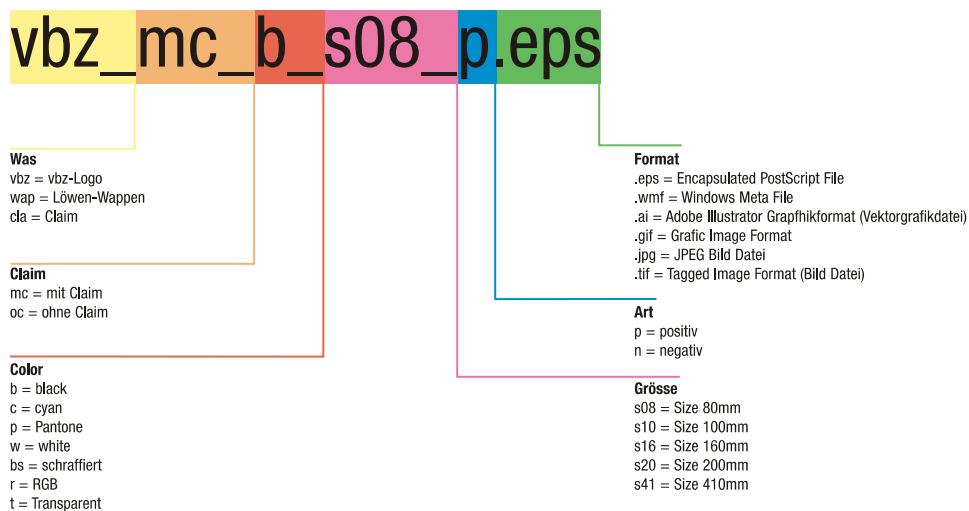 vbz_mc_b_s08_p.eps
Was
vbz = vbz-Logo
wap = Löwen-Wappen
cla = Claim
Claim
mc = mit Claim
oc = ohne Claim
Color
b = black
c = cyan
p = Pantone
w = white
bs = schraffiert
r = RGB
t = Transparent
Format
.eps = Encapsulated PostScript File
.wmf = Windows Meta File
.ai = Adobe Illustrator Grapfhikformat (Vektorgrafikdatei)
.gif = Grafic Image Format
.jpg = JPEG Bild Datei
.tif = Tagged Image Format (Bild Datei)
Art
p = positiv
n = negativ
Grösse
s08 = Size 80mm
s10 = Size 100mm
s16 = Size 160mm
s20 = Size 200mm
s41 = Size 410mm